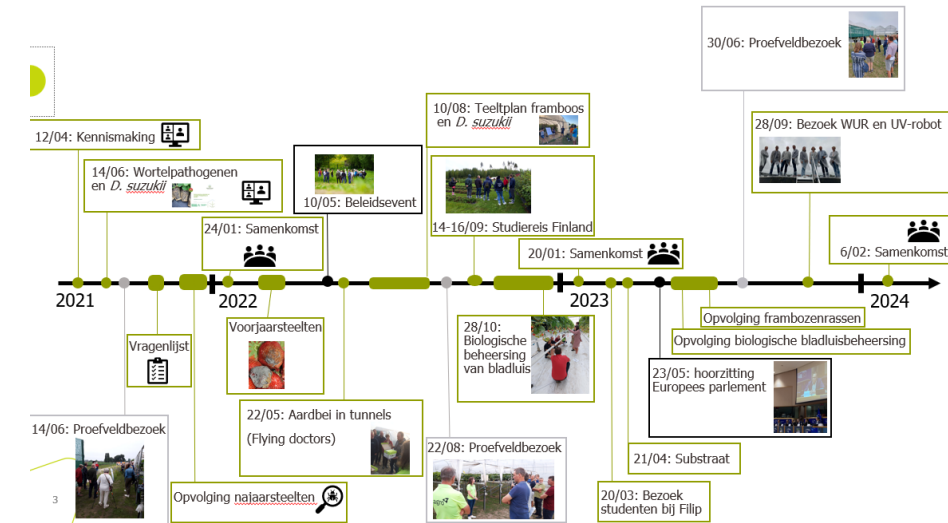 30/06: Proefveldbezoek
12/04: Kennismaking
10/08: Teeltplan framboos
en D. suzukii
28/09: Bezoek WUR en UV-robot
14/06: Wortelpathogenen
en D. suzukii
10/05: Beleidsevent
24/01: Samenkomst
14-16/09: Studiereis Finland
20/01: Samenkomst
6/02: Samenkomst
2021
2022
2023
2024
Vragenlijst
Voorjaarsteelten
28/10:
Biologische
beheersing
van bladluis
Opvolging frambozenrassen
Opvolging biologische bladluisbeheersing
23/05: hoorzitting
Europees parlement
22/05: Aardbei in tunnels
(Flying doctors)
14/06: Proefveldbezoek
22/08: Proefveldbezoek
21/04: Substraat
Opvolging najaarsteelten
20/03: Bezoek
studenten bij Filip
3